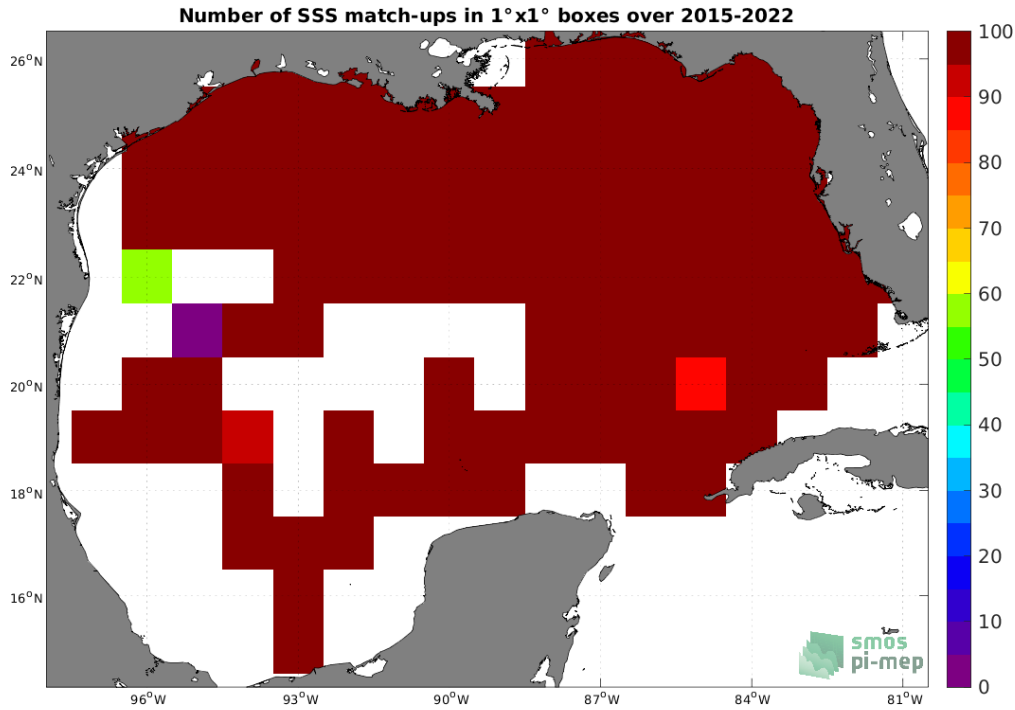 Number of SSS match-ups in 1°x1° boxes over 2015-2022
26°N
24°N
22°N
20°N
18°N
16°N
96°W
93°W
90°W
87°W
84°W
81°W
100
90
80
70
60
50
40
30
20
10
0
smos
pi-mep